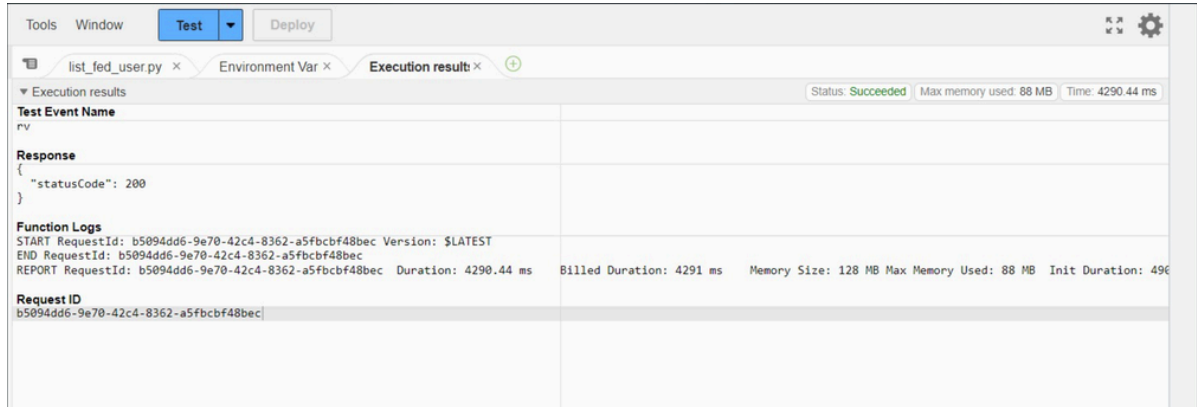 Tools Window Test Deploy
list_fed_user.py × Environment Var × Execution results ×
Execution results Status: Succeeded Max memory used: 88 MB Time: 4290.44 ms
Test Event Name
rv
Response
{
"statusCode": 200
}
Function Logs
START RequestId: b5094dd6-9e70-42c4-8362-a5fbcbf48bec Version: $LATEST
END RequestId: b5094dd6-9e70-42c4-8362-a5fbcbf48bec
REPORT RequestId: b5094dd6-9e70-42c4-8362-a5fbcbf48bec Duration: 4290.44 ms Billed Duration: 4291 ms Memory Size: 128 MB Max Memory Used: 88 MB Init Duration:
Request ID
b5094dd6-9e70-42c4-8362-a5fbcbf48bec